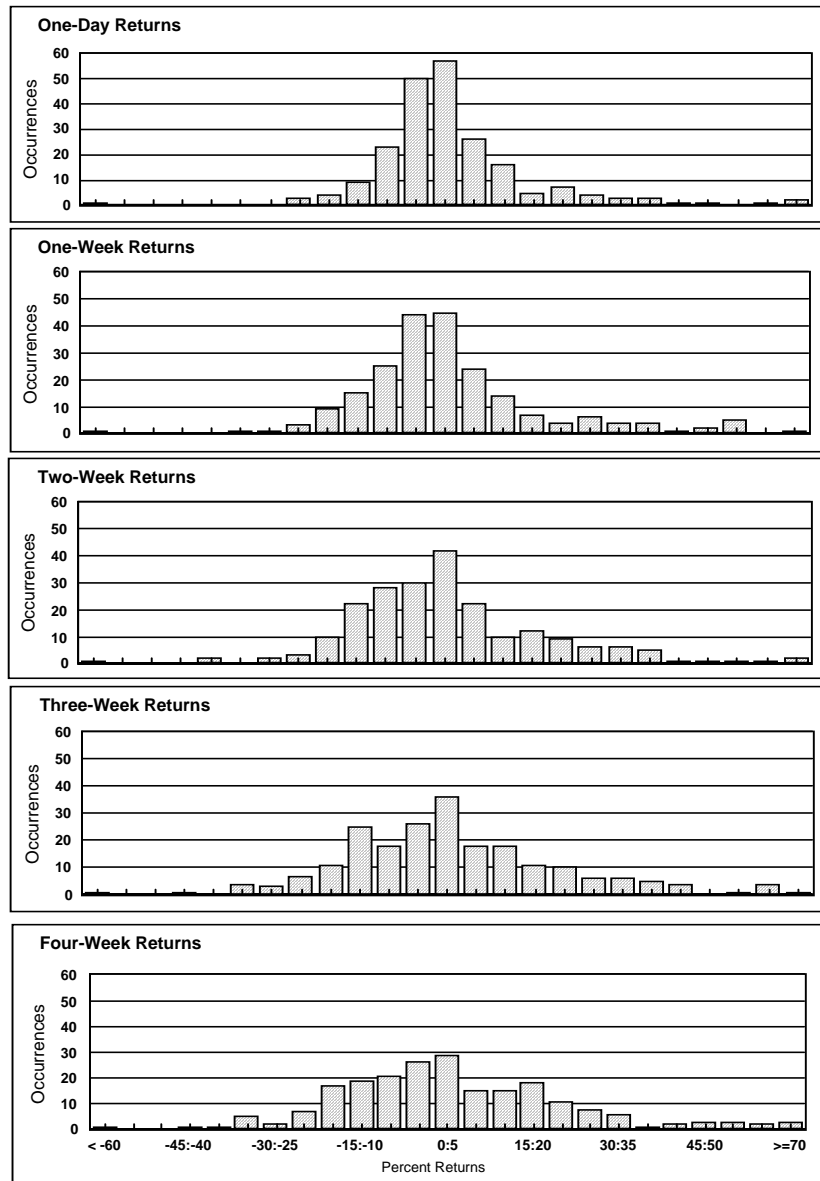 One-Day Returns
60
50
40
30
20
10
0
Occurrences
One-Week Returns
60
50
40
30
20
10
0
Occurrences
Two-Week Returns
60
50
40
30
20
10
0
Occurrences
Three-Week Returns
60
50
40
30
20
10
0
Occurrences
Four-Week Returns
60
50
40
30
20
10
0
Occurrences
< -60 -45:-40 -30:-25 -15:-10 0:5 15:20 30:35 45:50 >=70
Percent Returns